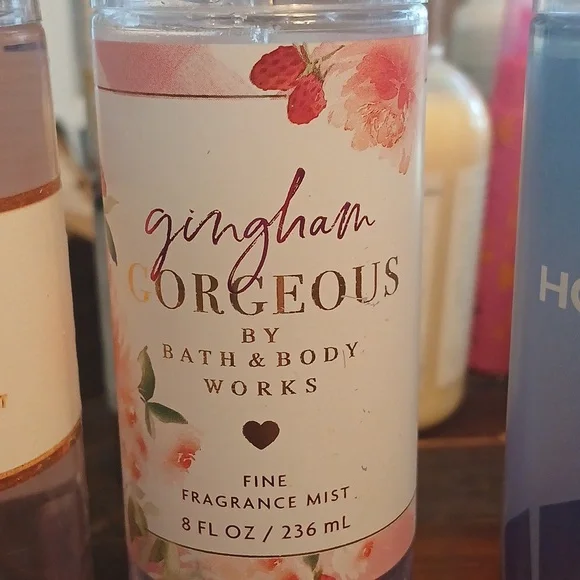 gingham
GORGEOUS
BY
BATH & BODY
WORKS
FINE
FRAGRANCE MIST
8 FL OZ / 236 mL